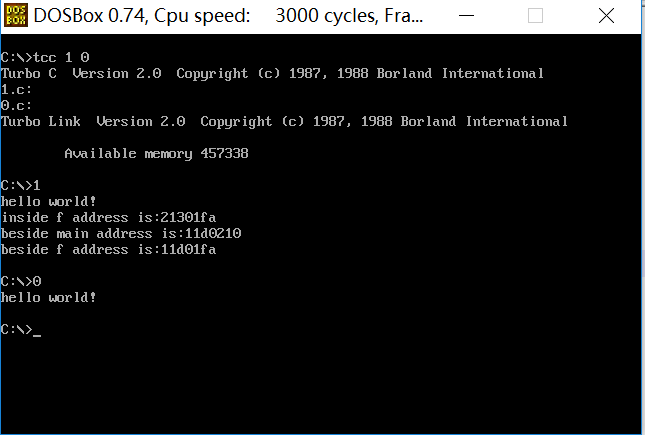 DOS BOX DOSBox 0.74, Cpu speed: 3000 cycles, Fra...
C:\>tcc 1 0
Turbo C  Version 2.0  Copyright (c) 1987, 1988 Borland International
1.c:
0.c:
Turbo Link  Version 2.0  Copyright (c) 1987, 1988 Borland International
Available memory 457338
C:\>1
hello world!
inside f address is:21301fa
beside main address is:11d0210
beside f address is:11d01fa
C:\>0
hello world!
C:\>_